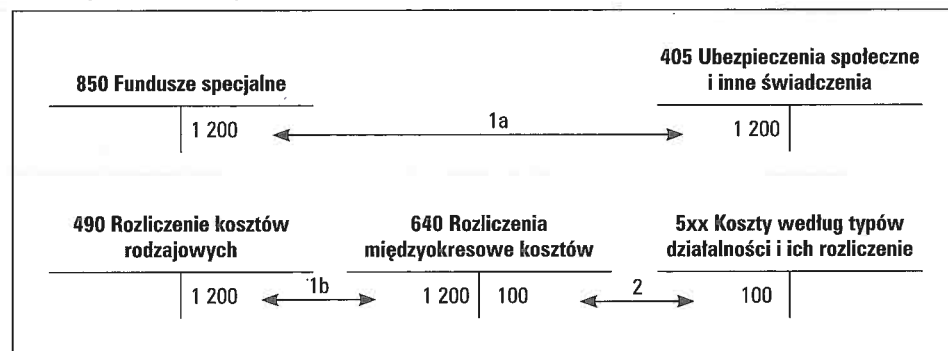 850 Fundusze specjalne
405 Ubezpieczenia społeczne
i inne świadczenia
1 200
1a
1 200
490 Rozliczenie kosztów
rodzajowych
640 Rozliczenia
międzyokresowe kosztów
5xx Koszty według typów
działalności i ich rozliczenie
1 200
1b
1 200
100
2
100